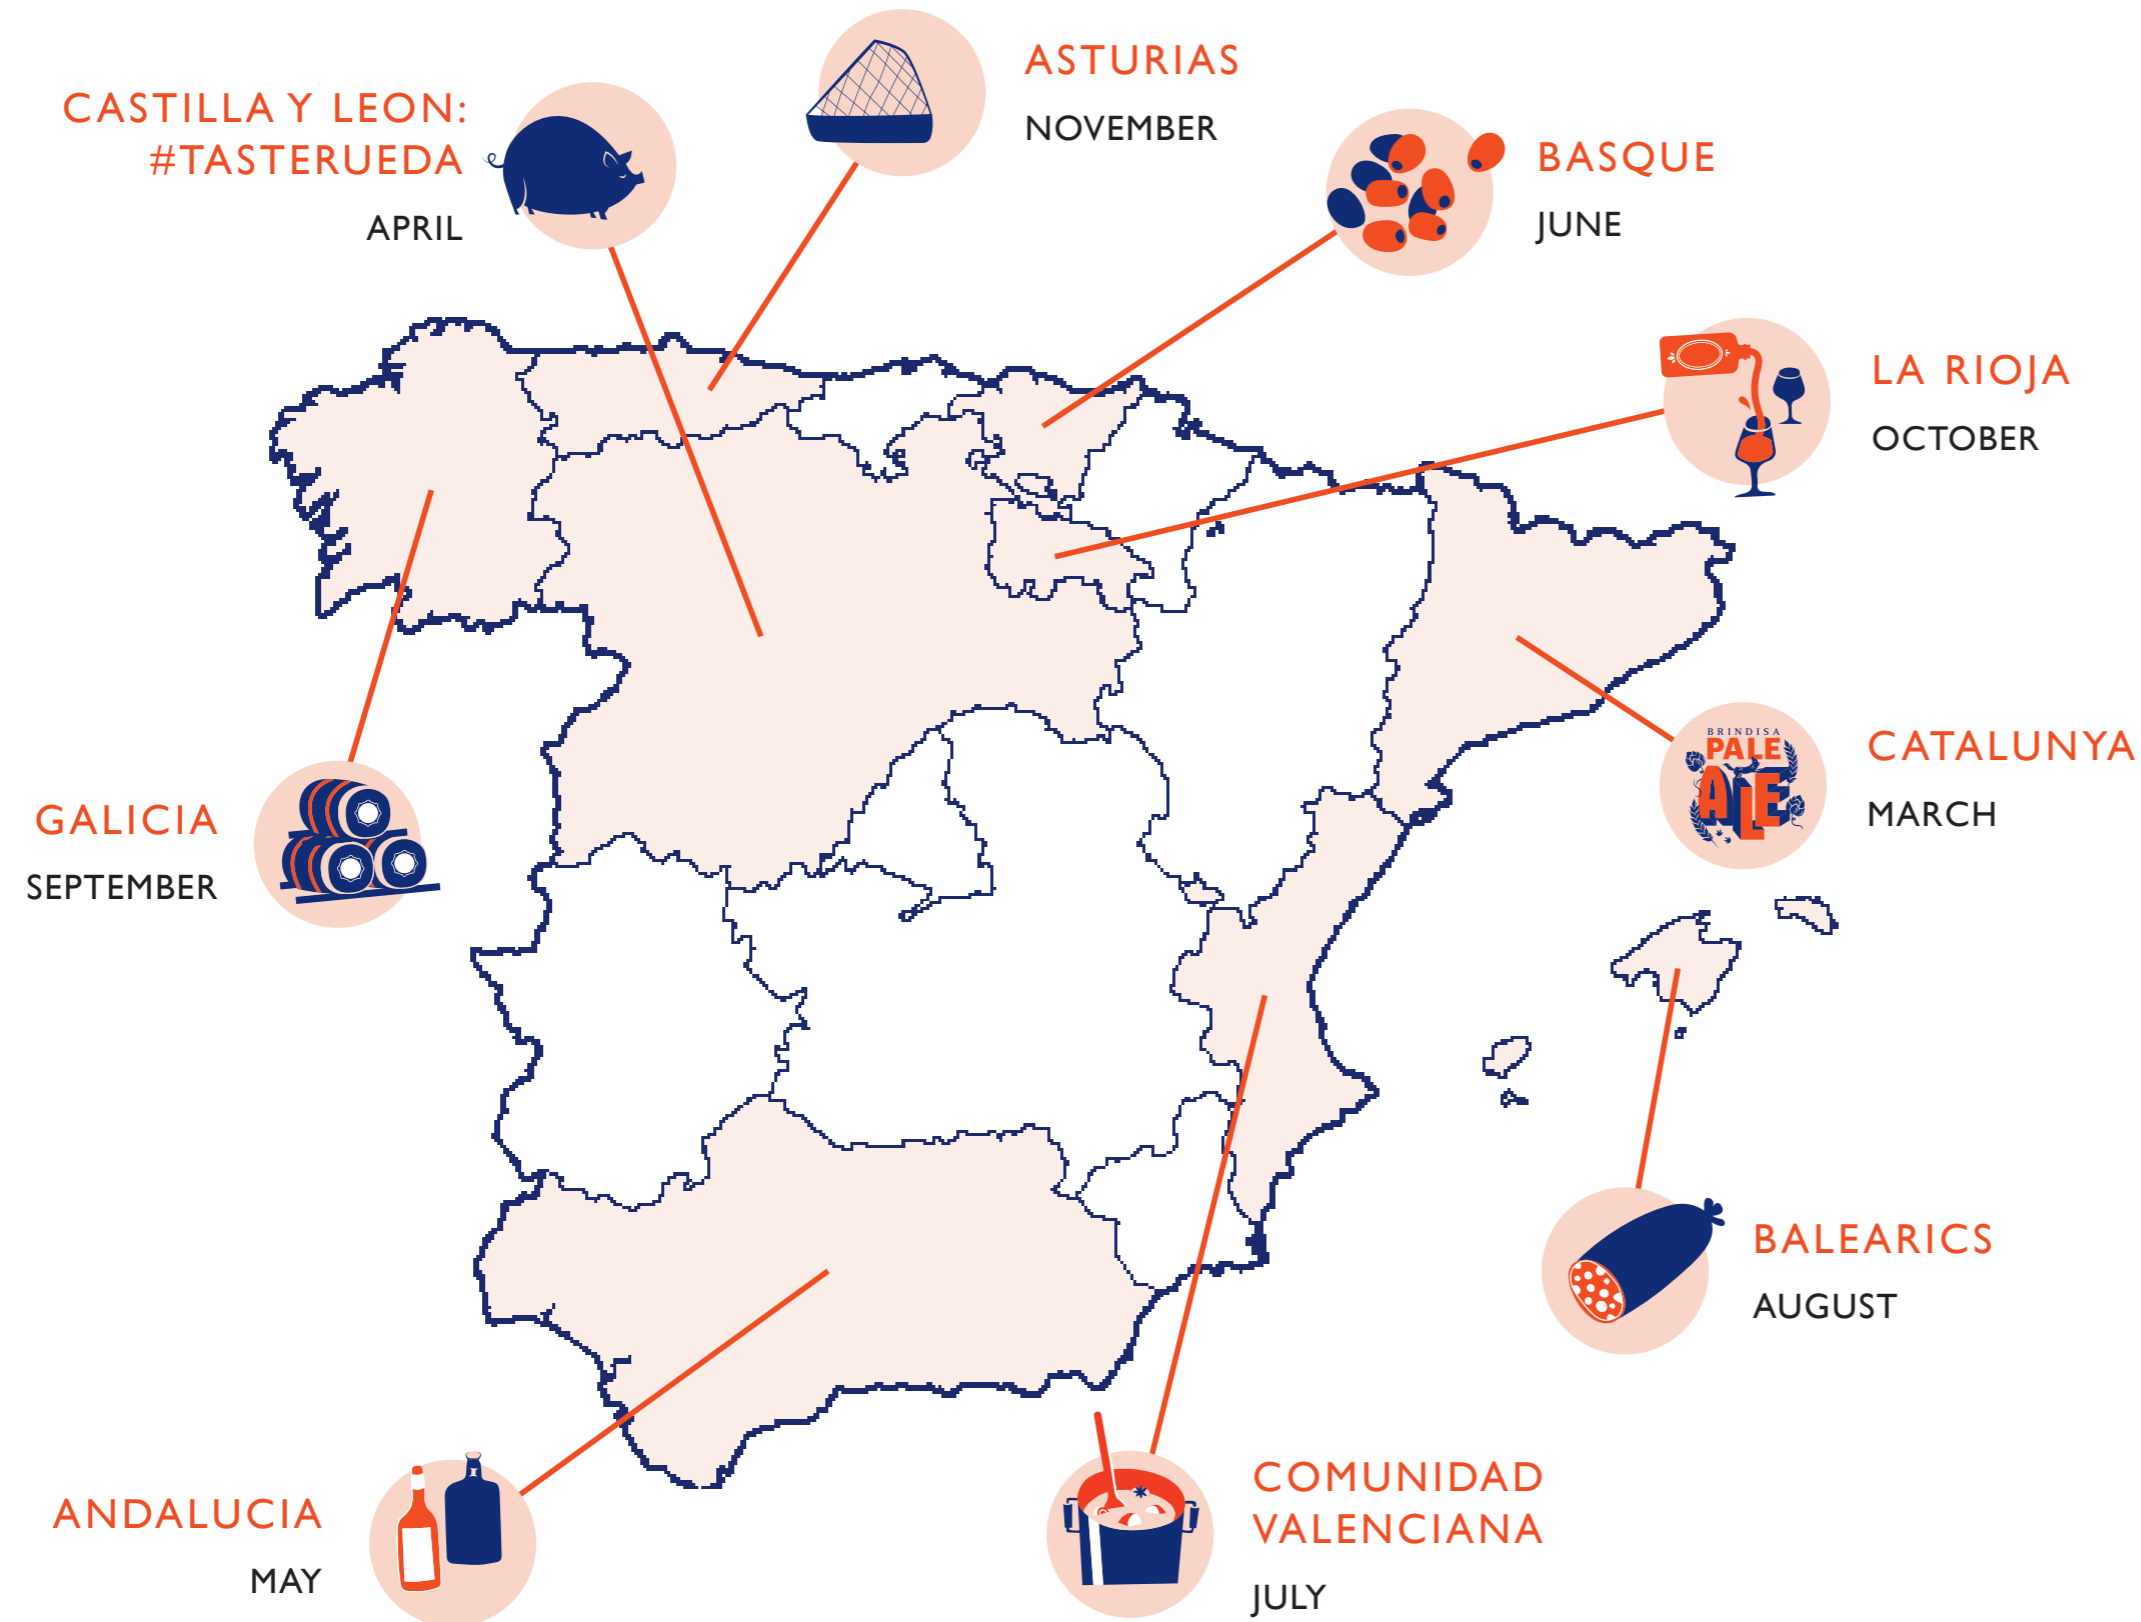 ASTURIAS
NOVEMBER
CASTILLA Y LEON:
#TASTERUEDA
APRIL
BASQUE
JUNE
LA RIOJA
OCTOBER
CATALUNYA
MARCH
BRINDISA
PALE
ALE
GALICIA
SEPTEMBER
BALEARICS
AUGUST
COMUNIDAD
VALENCIANA
JULY
ANDALUCIA
MAY